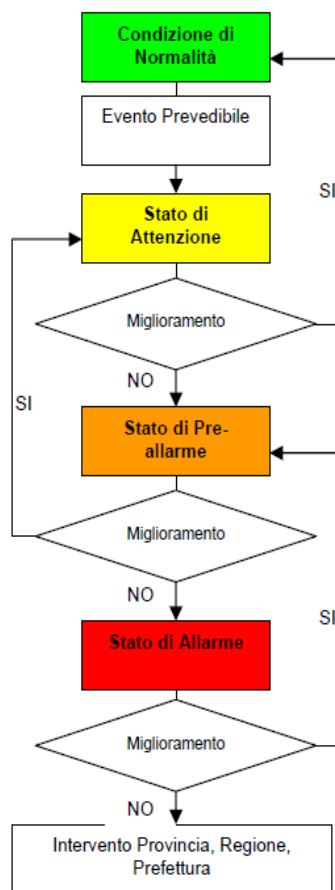 Condizione di
Normalità
Evento Prevedibile
SI
Stato di
Attenzione
Miglioramento
NO
SI
Stato di Pre-
allarme
Miglioramento
NO
SI
Stato di Allarme
Miglioramento
NO
Intervento Provincia, Regione,
Prefettura